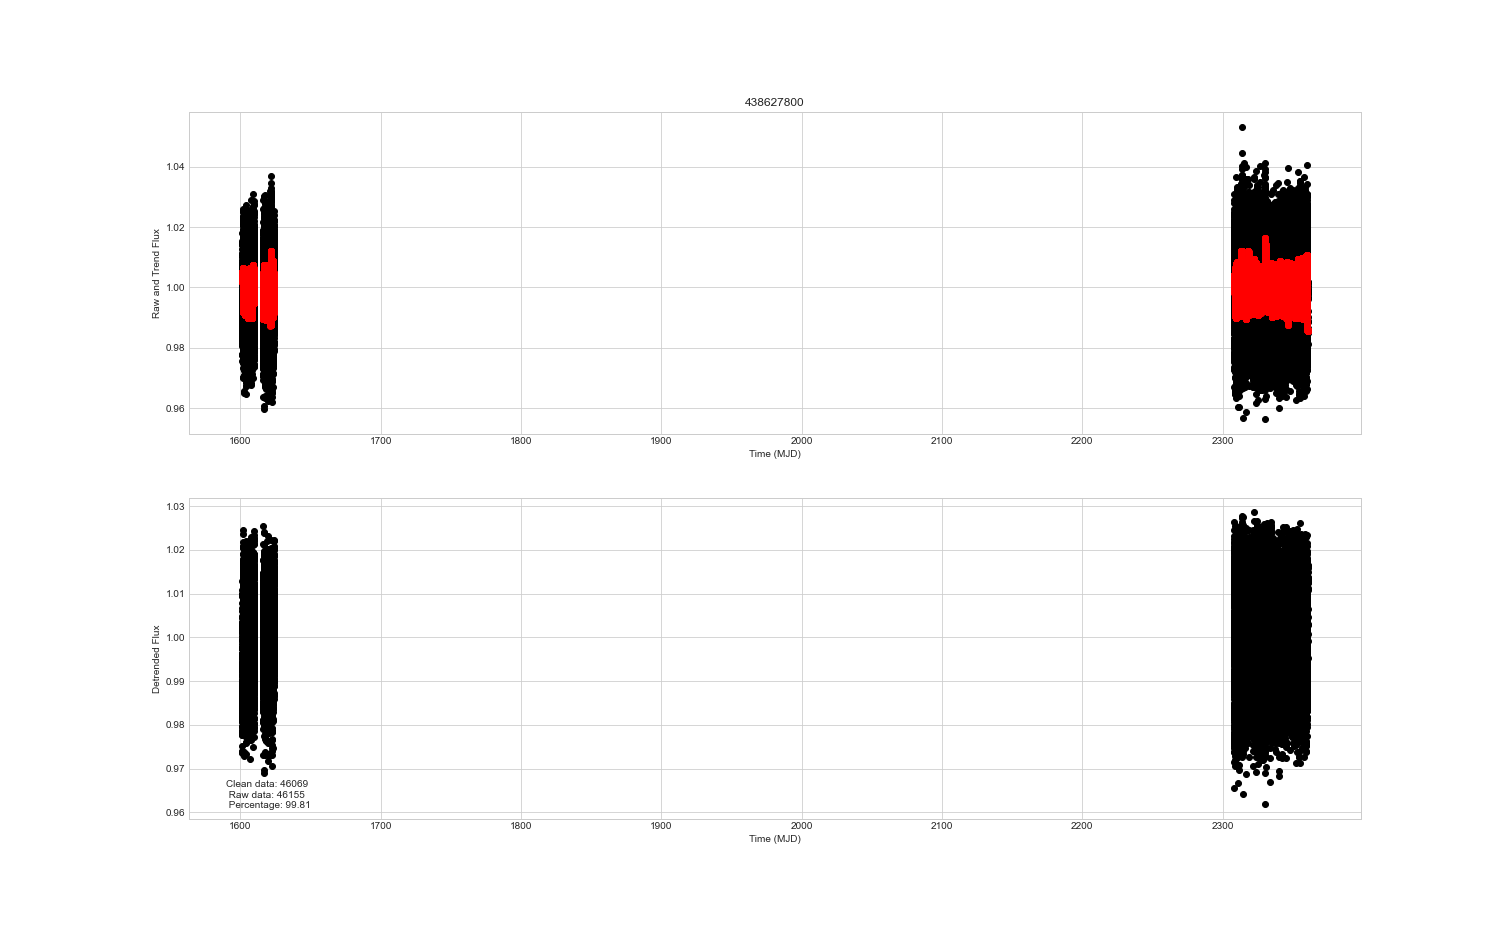 438627800
Raw and Trend Flux
1.04
1.02
1.00
0.98
0.96
1600 1700 1800 1900 2000 2100 2200 2300
Time (MJD)
Detrended Flux
1.03
1.02
1.01
1.00
0.99
0.98
0.97
0.96
Clean data: 46069
Raw data: 46155
Percentage: 99.81
1600 1700 1800 1900 2000 2100 2200 2300
Time (MJD)